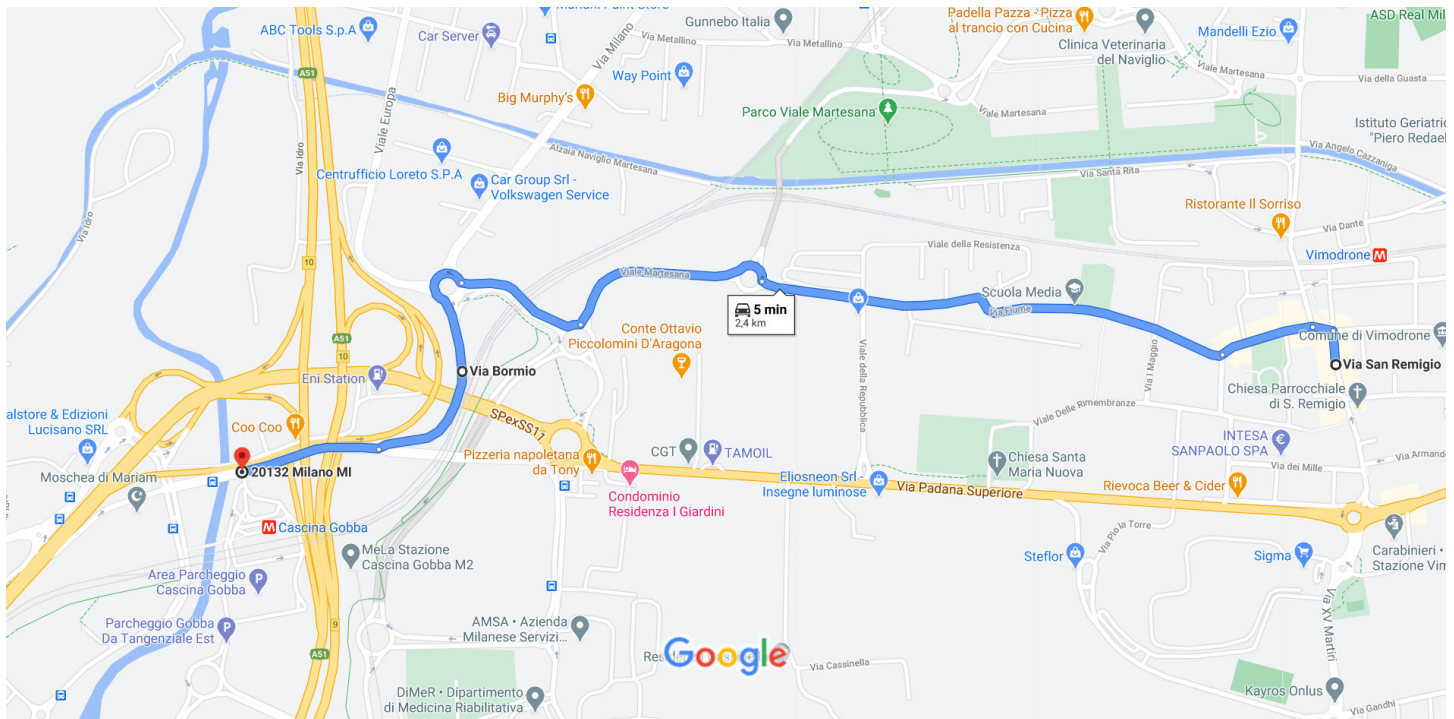 Mariani Paint Store
Gunnebo Italia
Padella Pazza - Pizza
al trancio con Cucina
ASD Real Mil
ABC Tools S.p.A
Car Server
Via Milano
Via Metallino
Via Metallino
Clinica Veterinaria
del Naviglio
Mandelli Ezio
A51
Way Point
Via della Guasta
Viale Europa
Big Murphy's
Parco Viale Martesana
Viale Martesana
Istituto Geriatric
"Piero Redael
Via Idro
Alzaia Naviglio Martesana
Via Angelo Cazzaniga
Centrufficio Loreto S.P.A
Car Group Srl -
Volkswagen Service
Via Santa Rita
Ristorante Il Sorriso
Via Idro
Via Dante
Viale della Resistenza
Vimodrone M
10
Viale Martesana
Scuola Media
5 min
2,4 km
Via Fiume
Conte Ottavio
Piccolomini D'Aragona
Comune di Vimodrone
A51
10
Via Bormio
Via San Remigio
Eni Station
Via I Maggio
Viale della Repubblica
Chiesa Parrocchiale
di S. Remigio
Viale Delle Rimembranze
SPexSS11
alstore & Edizioni
Lucisano SRL
Coo Coo
INTESA
SANPAOLO SPA
CGT
TAMOIL
Pizzeria napoletana
da Tony
Chiesa Santa
Maria Nuova
Via Armando
20132 Milano MI
Via dei Mille
Moschea di Mariam
Eliosneon Srl -
Insegne luminose
Via Padana Superiore
Rievoca Beer & Cider
Condominio
Residenza I Giardini
M Cascina Gobba
Via Pio la Torre
MeLa Stazione
Cascina Gobba M2
Steflor
Sigma
Carabinieri •
Stazione Vim
Area Parcheggio
Cascina Gobba
P
Via XV Martiri
Parcheggio Gobba
Da Tangenziale Est
P
9
AMSA • Azienda
Milanese Servizi...
A51
Google
Via Cassinella
DiMeR • Dipartimento
di Medicina Riabilitativa
Kayros Onlus
Via Gandhi